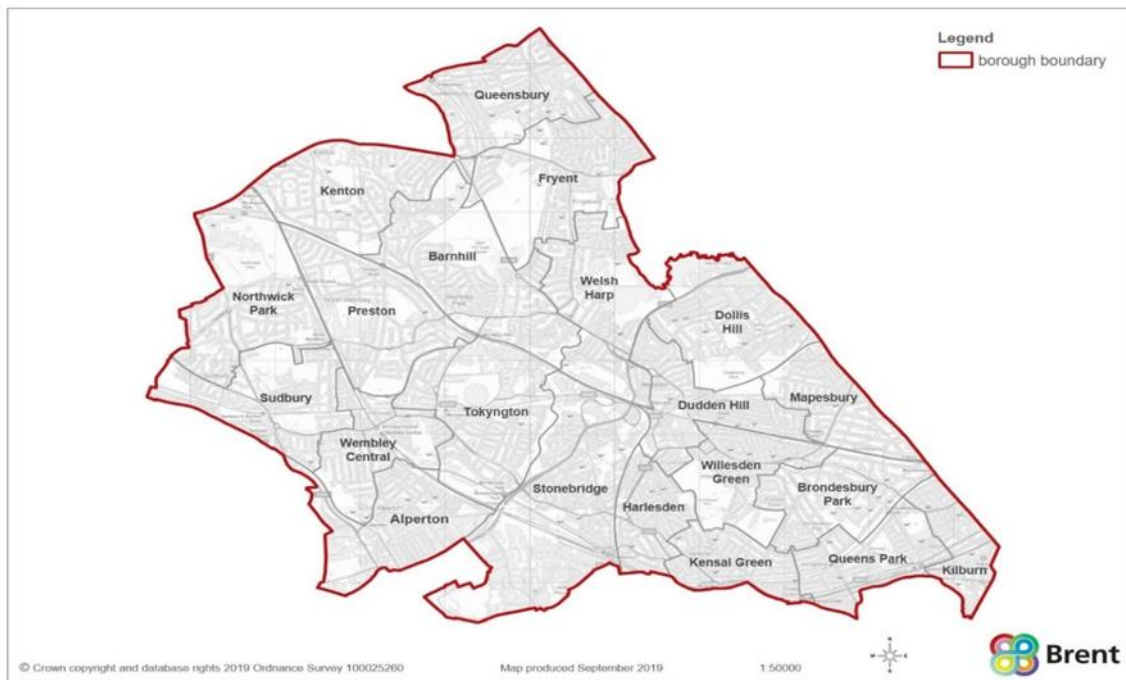 Legend
borough boundary
Queensbury
Kenton
Fryent
Barnhill
Welsh
Harp
Northwick
Park
Preston
Dollis
Hill
Sudbury
Mapesbury
Tokyngton
Dudden Hill
Wembley
Central
Willesden
Green
Stonebridge
Brondesbury
Park
Harlesden
Alperton
Kensal Green
Queens Park
Kilburn
© Crown copyright and database rights 2019 Ordnance Survey 100025260
Map produced September 2019
1:50000
N
W
E
S
Brent